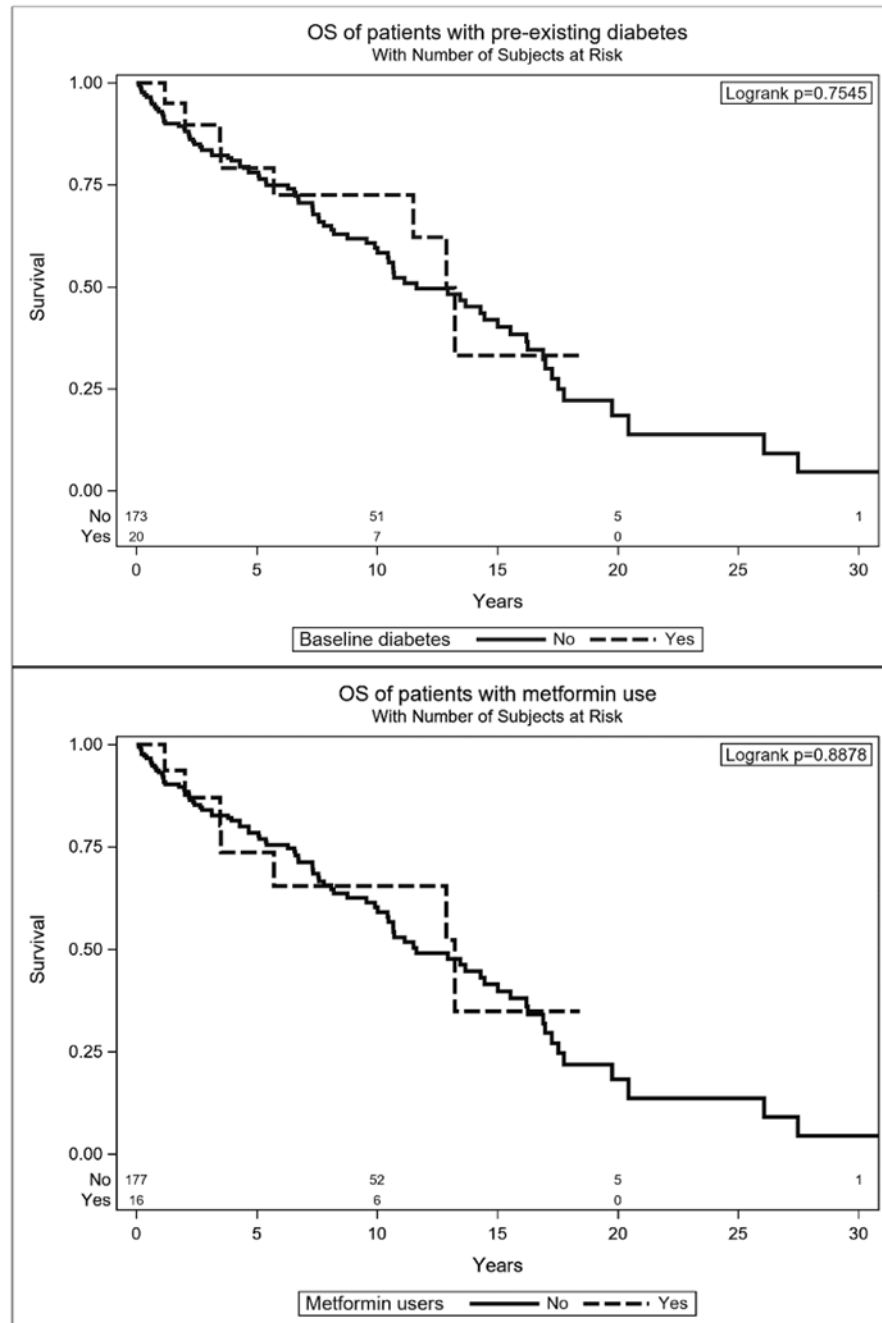 OS of patients with pre-existing diabetes
With Number of Subjects at Risk
Logrank p=0.7545
1.00
0.75
0.50
0.25
0.00
Survival
No 173 51 5 1
Yes 20 7 0
0 5 10 15 20 25 30
Years
Baseline diabetes No Yes
OS of patients with metformin use
With Number of Subjects at Risk
Logrank p=0.8878
1.00
0.75
0.50
0.25
0.00
Survival
No 177 52 5 1
Yes 16 6 0
0 5 10 15 20 25 30
Years
Metformin users No Yes